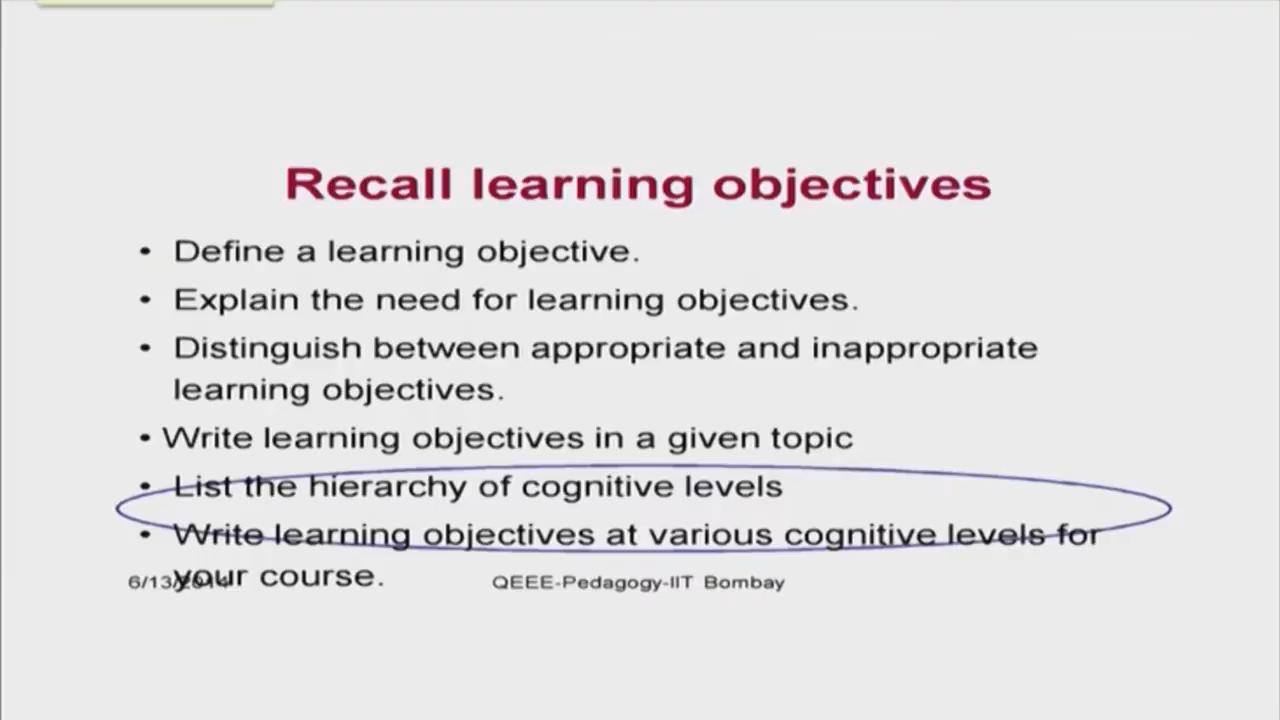 Recall learning objectives
• Define a learning objective.
• Explain the need for learning objectives.
• Distinguish between appropriate and inappropriate
learning objectives.
• Write learning objectives in a given topic
• List the hierarchy of cognitive levels
• Write learning objectives at various cognitive levels for
your course.
6/13/2014
QEEE-Pedagogy-IIT Bombay